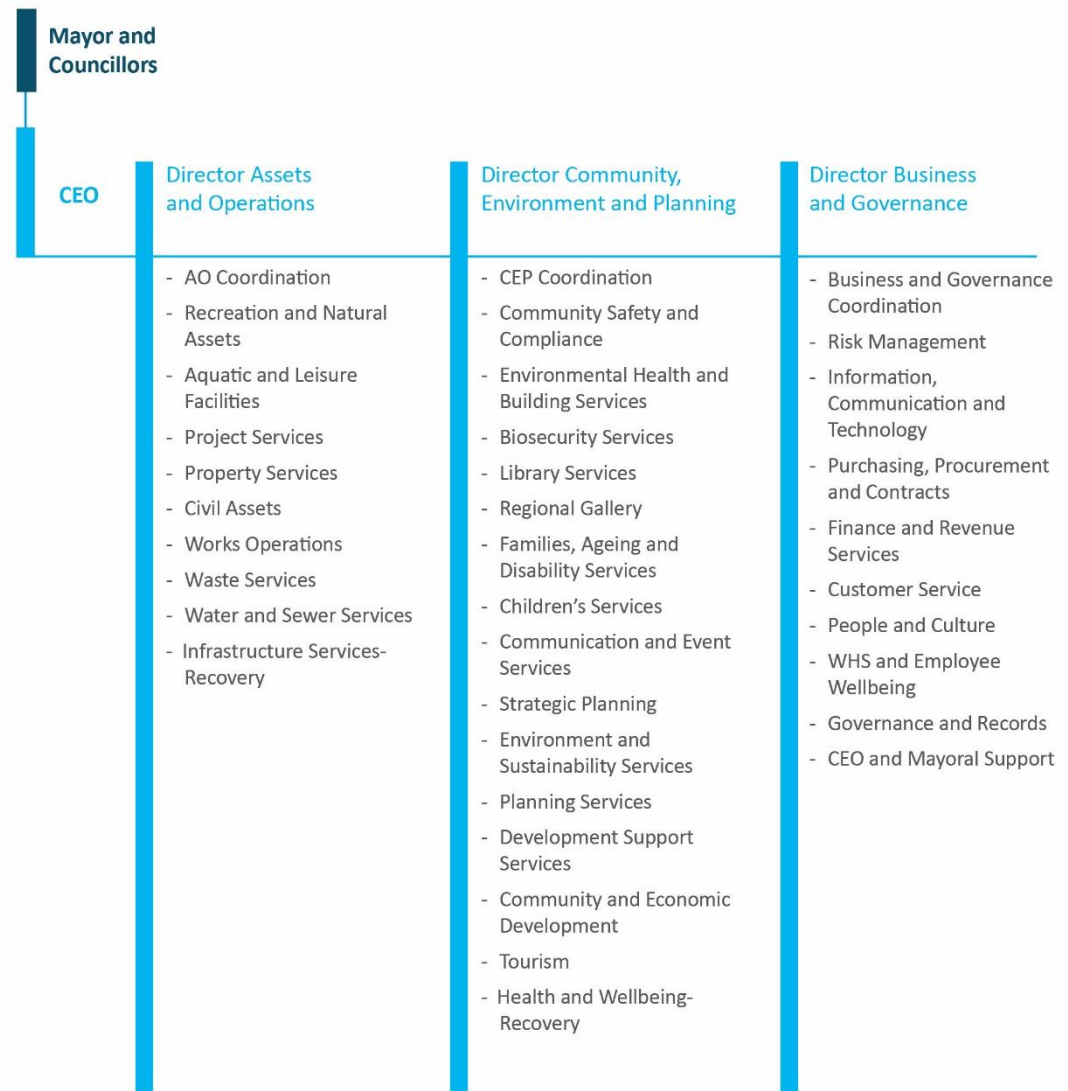 Mayor and
Councillors
CEO
Director Assets
and Operations
- AO Coordination
- Recreation and Natural
Assets
- Aquatic and Leisure
Facilities
- Project Services
- Property Services
- Civil Assets
- Works Operations
- Waste Services
- Water and Sewer Services
- Infrastructure Services-
Recovery
Director Community,
Environment and Planning
- CEP Coordination
- Community Safety and
Compliance
- Environmental Health and
Building Services
- Biosecurity Services
- Library Services
- Regional Gallery
- Families, Ageing and
Disability Services
- Children’s Services
- Communication and Event
Services
- Strategic Planning
- Environment and
Sustainability Services
- Planning Services
- Development Support
Services
- Community and Economic
Development
- Tourism
- Health and Wellbeing-
Recovery
Director Business
and Governance
- Business and Governance
Coordination
- Risk Management
- Information,
Communication and
Technology
- Purchasing, Procurement
and Contracts
- Finance and Revenue
Services
- Customer Service
- People and Culture
- WHS and Employee
Wellbeing
- Governance and Records
- CEO and Mayoral Support